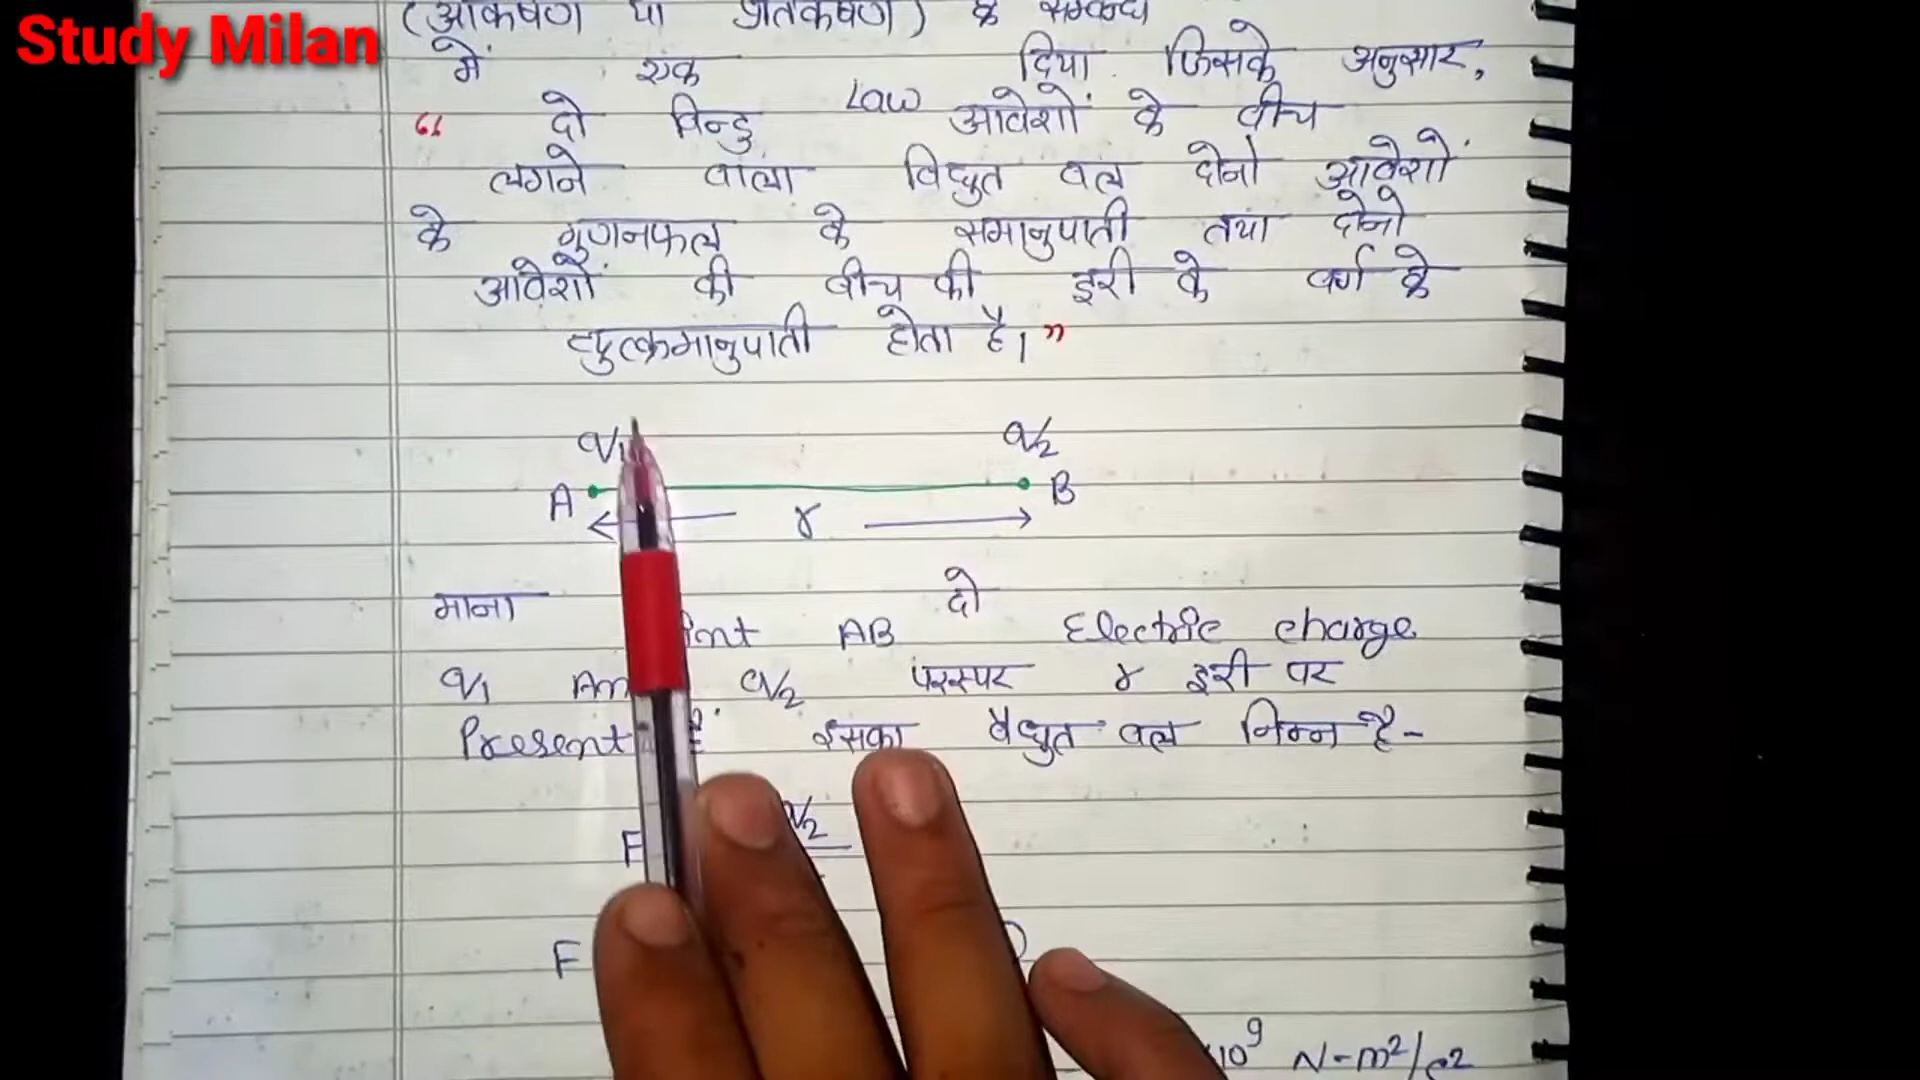 Study Milan
(आकर्षण या प्रतिकर्षण) के सम्बन्ध
में एक Law दिया जिसके अनुसार,
“ दो बिन्दु आवेशों के बीच
लगने वाला विद्युत बल दोनो आवेशों
के गुणनफल के समानुपाती तथा दोनो
आवेशों की बीच की दूरी के वर्ग के
व्युत्क्रमानुपाती होता है। ”
q1 q2
A B
r
माना AB दो Electric charge
q1 q2 परस्पर r दूरी पर
Present इसका वैधुत बल निम्न है-
F q2
F
10⁹ N-m²/c²